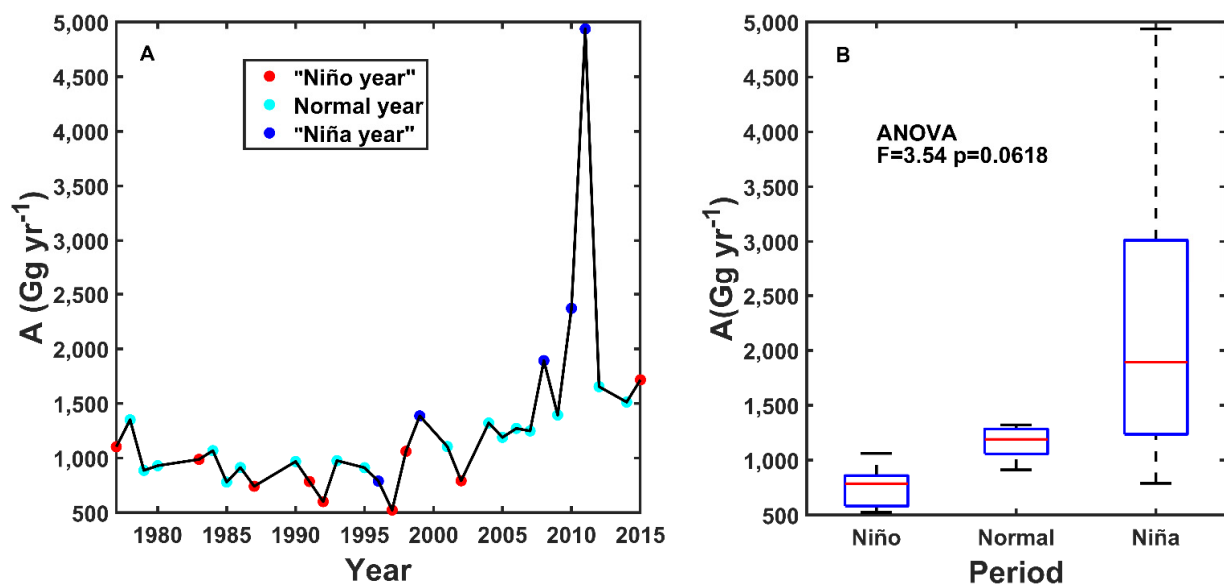 A
"Niño year"
Normal year
"Niña year"
5,000
4,500
4,000
3,500
3,000
2,500
2,000
1,500
1,000
500
A (Gg yr-1)
1980 1985 1990 1995 2000 2005 2010 2015
Year
B
ANOVA
F=3.54 p=0.0618
5,000
4,500
4,000
3,500
3,000
2,500
2,000
1,500
1,000
500
A(Gg yr-1)
Niño Normal Niña
Period